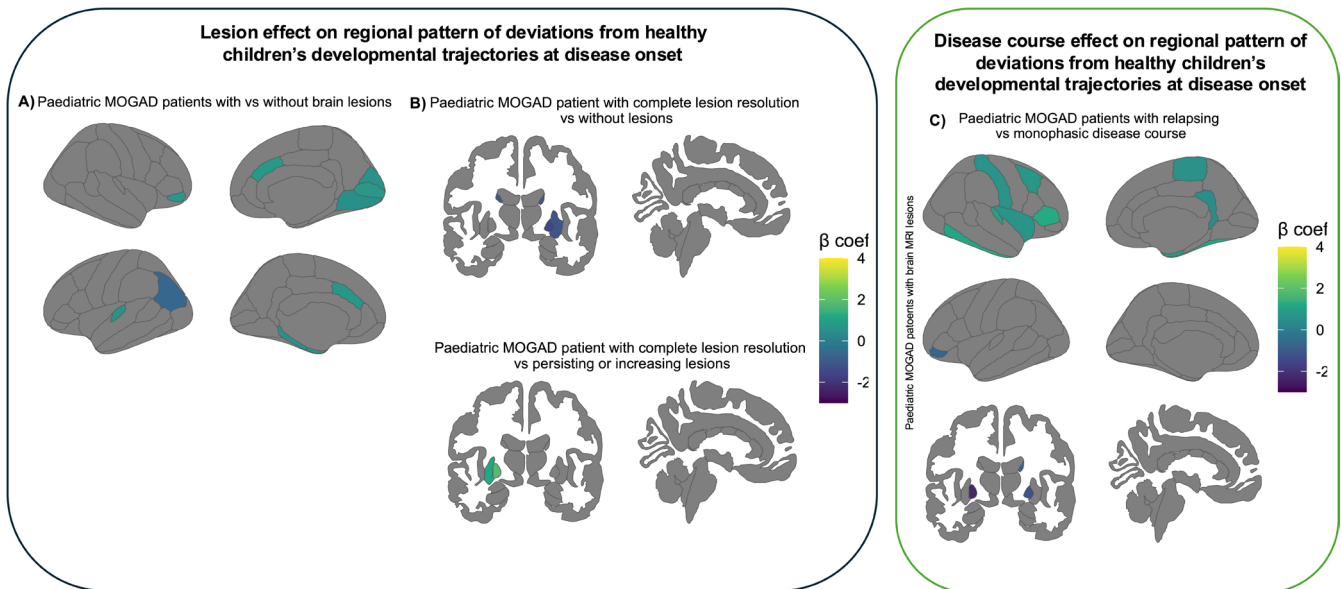 Lesion effect on regional pattern of deviations from healthy
children's developmental trajectories at disease onset
A) Paediatric MOGAD patients with vs without brain lesions
B) Paediatric MOGAD patient with complete lesion resolution
vs without lesions
β coef
4
2
0
-2
Paediatric MOGAD patient with complete lesion resolution
vs persisting or increasing lesions
Disease course effect on regional pattern of
deviations from healthy children's
developmental trajectories at disease onset
C) Paediatric MOGAD patients with relapsing
vs monophasic disease course
Paediatric MOGAD patoents with brain MRI lesions
β coef
4
2
0
-2